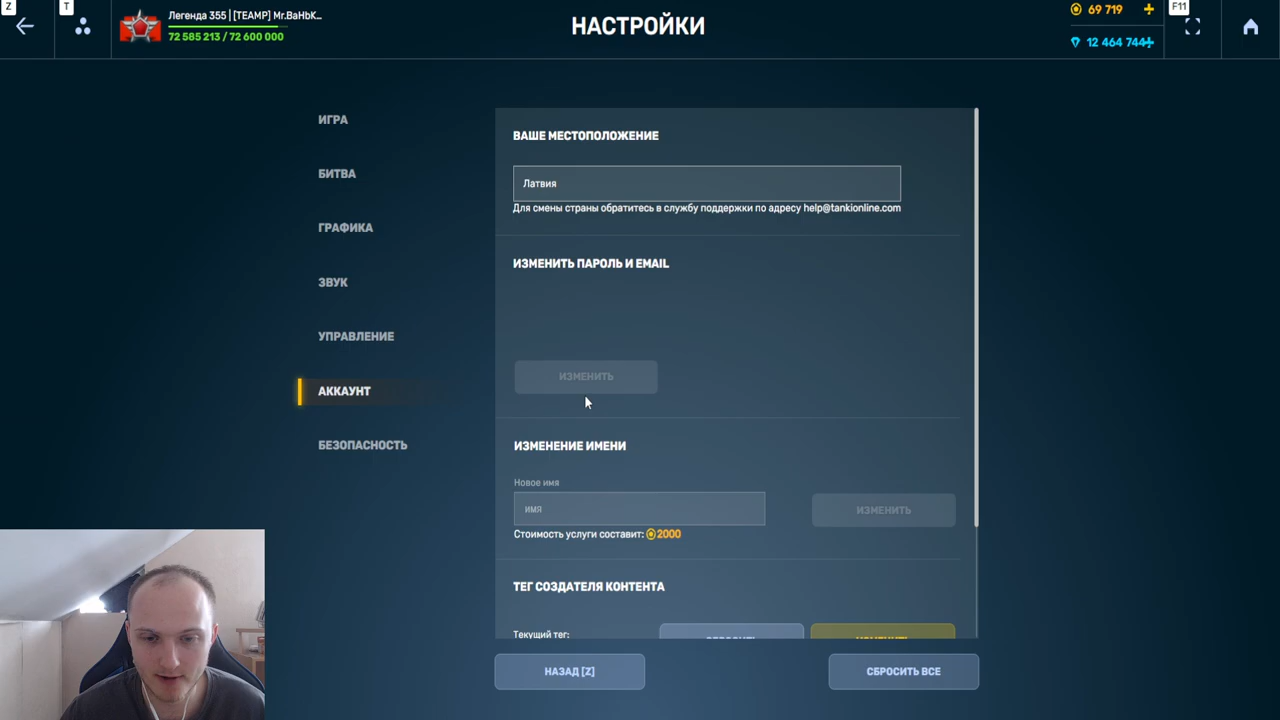 Z
T
Легенда 355 | [TEAMP] Mr.BaHbK...
72 585 213 / 72 600 000
НАСТРОЙКИ
69 719
12 464 744
F11
ИГРА
БИТВА
ГРАФИКА
ЗВУК
УПРАВЛЕНИЕ
АККАУНТ
БЕЗОПАСНОСТЬ
ВАШЕ МЕСТОПОЛОЖЕНИЕ
Латвия
Для смены страны обратитесь в службу поддержки по адресу help@tankionline.com
ИЗМЕНИТЬ ПАРОЛЬ И EMAIL
ИЗМЕНИТЬ
ИЗМЕНЕНИЕ ИМЕНИ
Новое имя
имя
ИЗМЕНИТЬ
Стоимость услуги составит: 2000
ТЕГ СОЗДАТЕЛЯ КОНТЕНТА
Текущий тег:
НАЗАД [Z]
СБРОСИТЬ ВСЕ